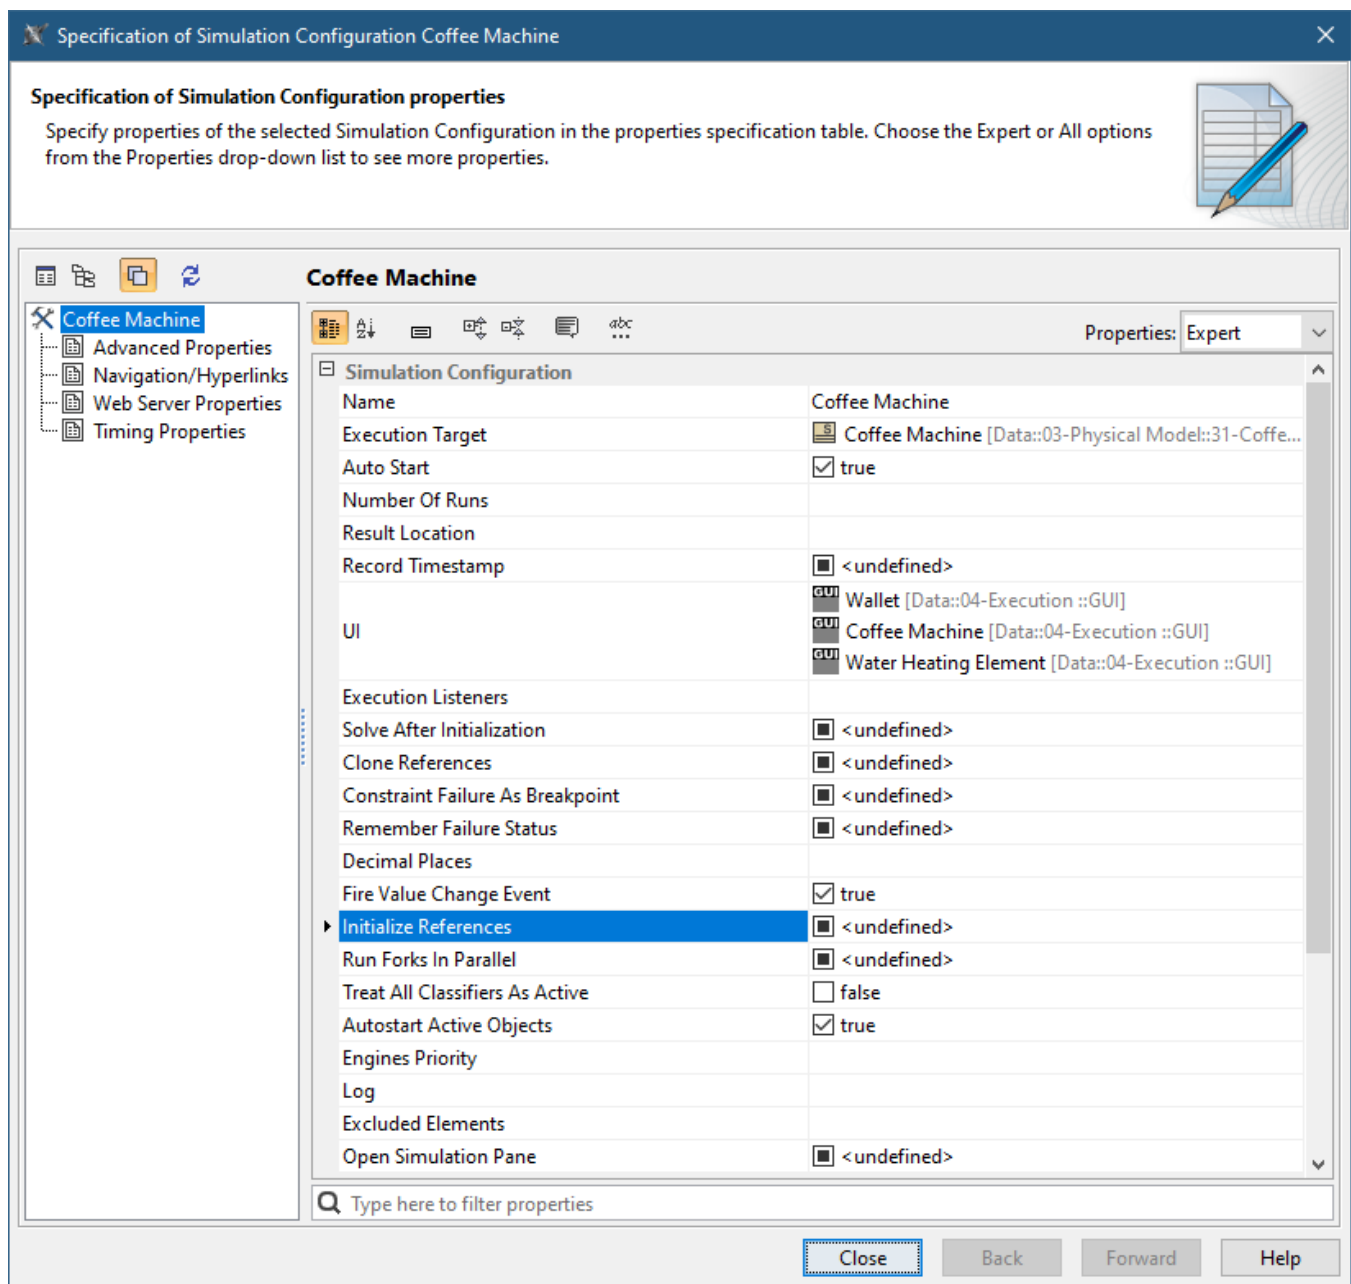 Specification of Simulation Configuration Coffee Machine
Specification of Simulation Configuration properties
Specify properties of the selected Simulation Configuration in the properties specification table. Choose the Expert or All options
from the Properties drop-down list to see more properties.
Coffee Machine
Coffee Machine
Advanced Properties
Navigation/Hyperlinks
Web Server Properties
Timing Properties
Properties: Expert
Simulation Configuration
Name Coffee Machine
Execution Target Coffee Machine [Data::03-Physical Model::31-Coffe...
Auto Start true
Number Of Runs
Result Location
Record Timestamp <undefined>
UI
GUI Wallet [Data::04-Execution ::GUI]
GUI Coffee Machine [Data::04-Execution ::GUI]
GUI Water Heating Element [Data::04-Execution ::GUI]
Execution Listeners
Solve After Initialization <undefined>
Clone References <undefined>
Constraint Failure As Breakpoint <undefined>
Remember Failure Status <undefined>
Decimal Places
Fire Value Change Event true
Initialize References <undefined>
Run Forks In Parallel <undefined>
Treat All Classifiers As Active false
Autostart Active Objects true
Engines Priority
Log
Excluded Elements
Open Simulation Pane <undefined>
Type here to filter properties
Close Back Forward Help